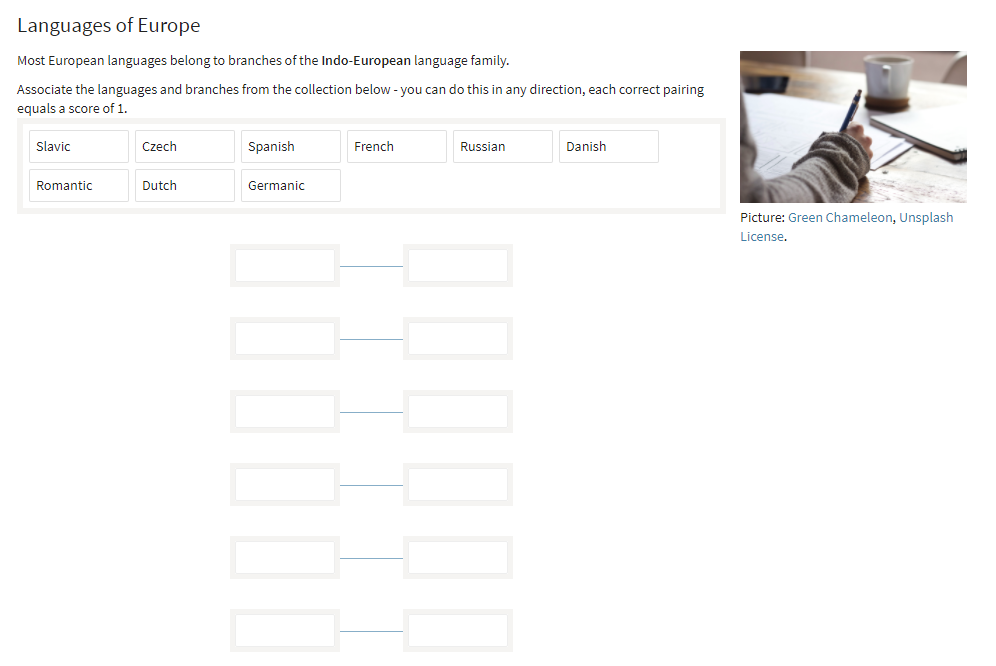 Languages of Europe
Most European languages belong to branches of the Indo-European language family.
Associate the languages and branches from the collection below - you can do this in any direction, each correct pairing
equals a score of 1.
Slavic Czech Spanish French Russian Danish
Romantic Dutch Germanic
Picture: Green Chameleon, Unsplash
License.